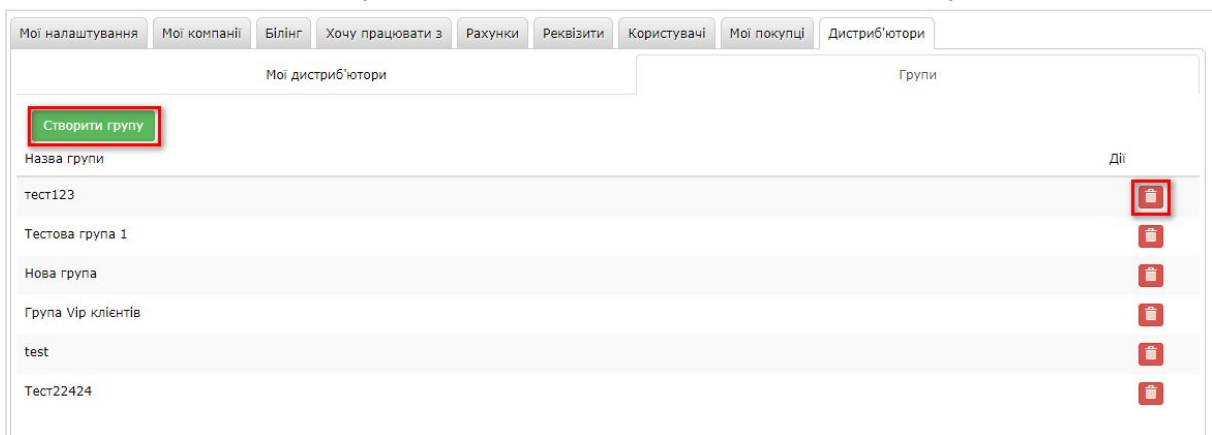 Мої налаштування Мої компанії Білінг Хочу працювати з Рахунки Реквізити Користувачі Мої покупці Дистриб'ютори
Мої дистриб'ютори Групи
Створити групу
Назва групи Дії
тест123
Тестова група 1
Нова група
Група Vip клієнтів
test
Тест22424